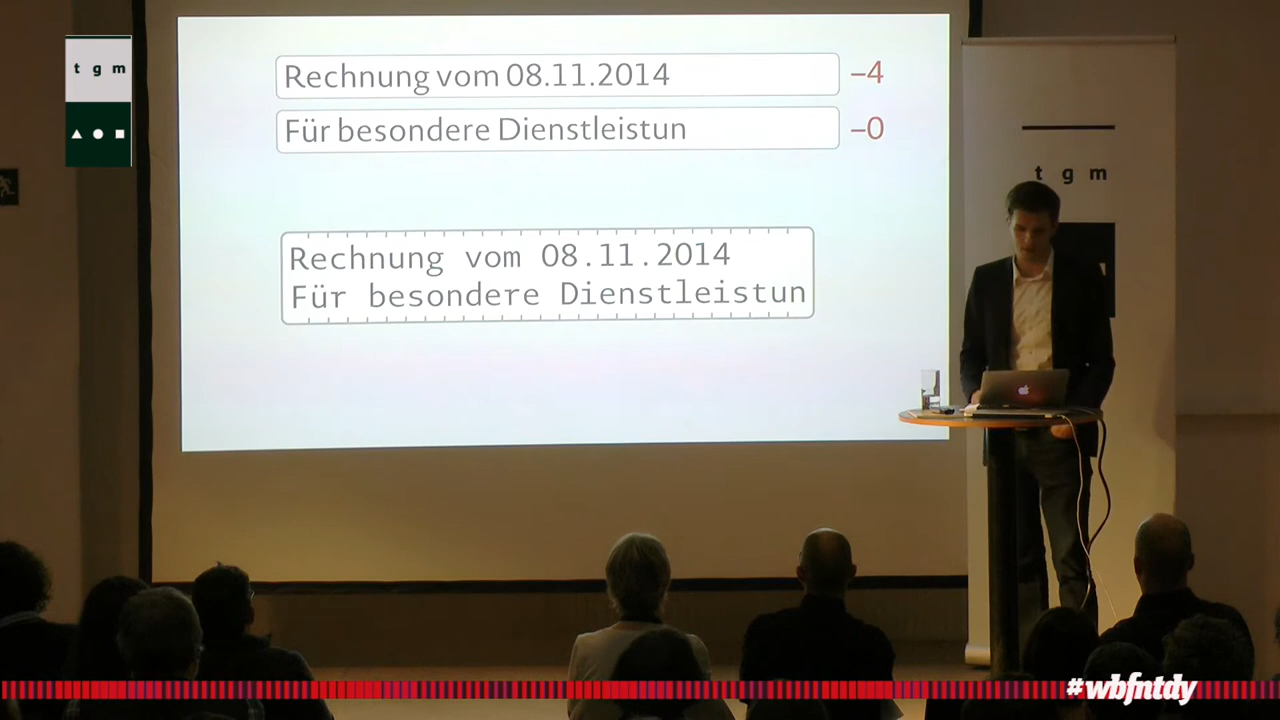 t g m
Rechnung vom 08.11.2014 –4
Für besondere Dienstleistun –0
Rechnung vom 08.11.2014
Für besondere Dienstleistun
t g m
#wbfntdy